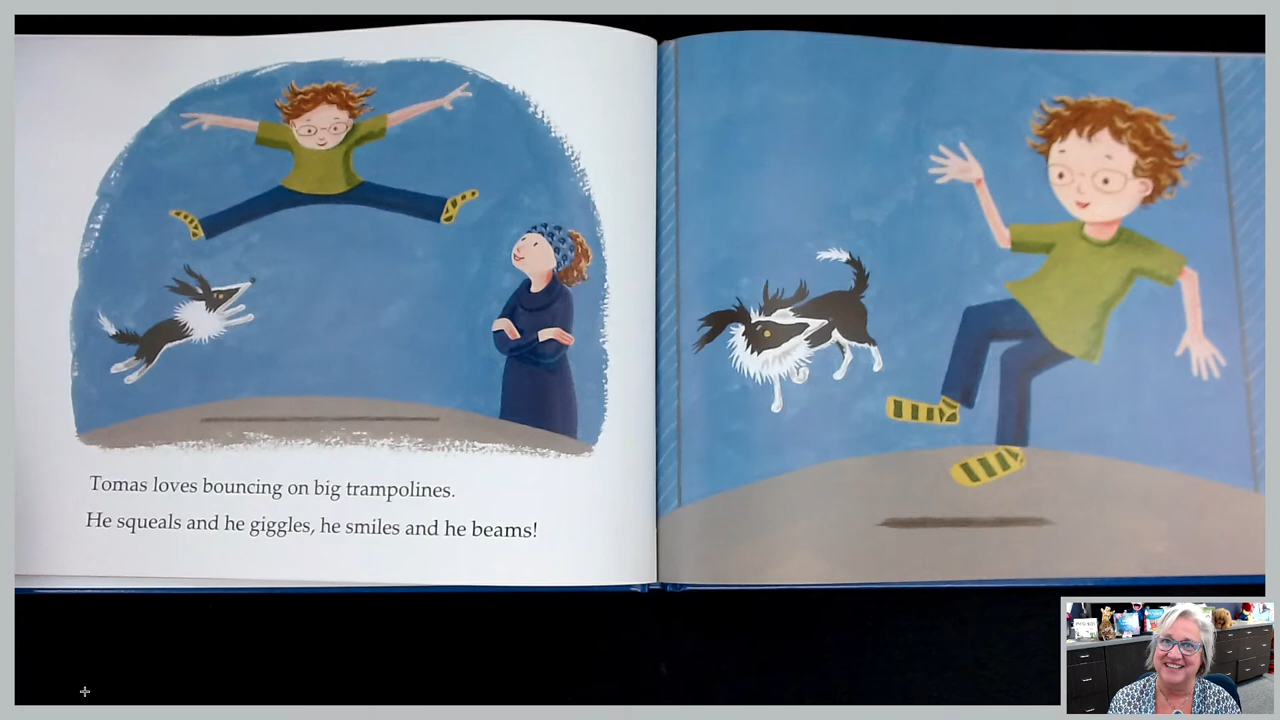 Tomas loves bouncing on big trampolines.
He squeals and he giggles, he smiles and he beams!